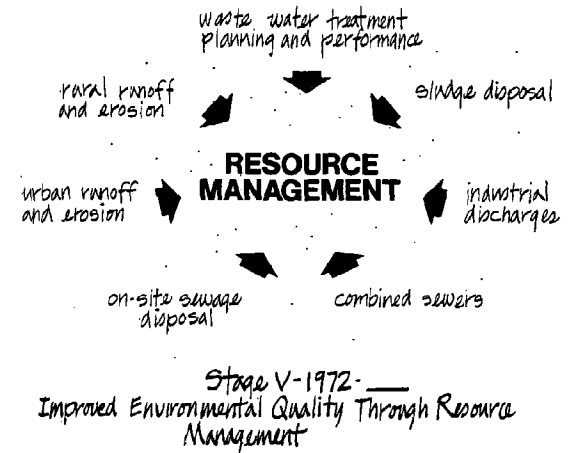 waste water treatment
planning and performance
rural runoff
and erosion
sludge disposal
RESOURCE
MANAGEMENT
urban runoff
and erosion
industrial
discharges
on-site sewage
disposal
combined sewers
Stage V-1972-___
Improved Environmental Quality Through Resource
Management